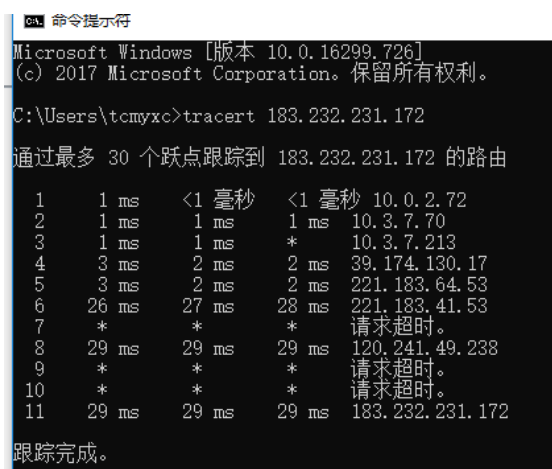 命令提示符
Microsoft Windows [版本 10.0.16299.726]
(c) 2017 Microsoft Corporation。保留所有权利。
C:\Users\tcmyxc>tracert 183.232.231.172
通过最多 30 个跃点跟踪到 183.232.231.172 的路由
1 1 ms <1 毫秒 <1 毫秒 10.0.2.72
2 1 ms 1 ms 1 ms 10.3.7.70
3 1 ms 1 ms * 10.3.7.213
4 3 ms 2 ms 2 ms 39.174.130.17
5 3 ms 2 ms 2 ms 221.183.64.53
6 26 ms 27 ms 28 ms 221.183.41.53
7 * * * 请求超时。
8 29 ms 29 ms 29 ms 120.241.49.238
9 * * * 请求超时。
10 * * * 请求超时。
11 29 ms 29 ms 29 ms 183.232.231.172
跟踪完成。